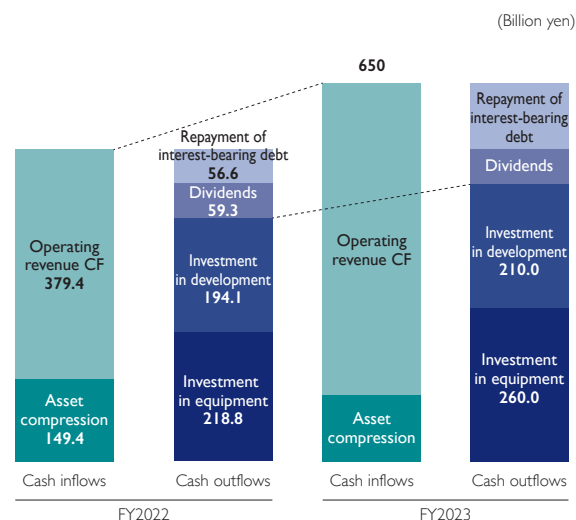 (Billion yen)
650
Repayment of
interest-bearing debt
56.6
Dividends
59.3
Operating
revenue CF
379.4
Investment
in development
194.1
Asset
compression
149.4
Investment
in equipment
218.8
Repayment of
interest-bearing
debt
Dividends
Operating
revenue CF
Investment
in development
210.0
Asset
compression
Investment
in equipment
260.0
Cash inflows
Cash outflows
Cash inflows
Cash outflows
FY2022
FY2023